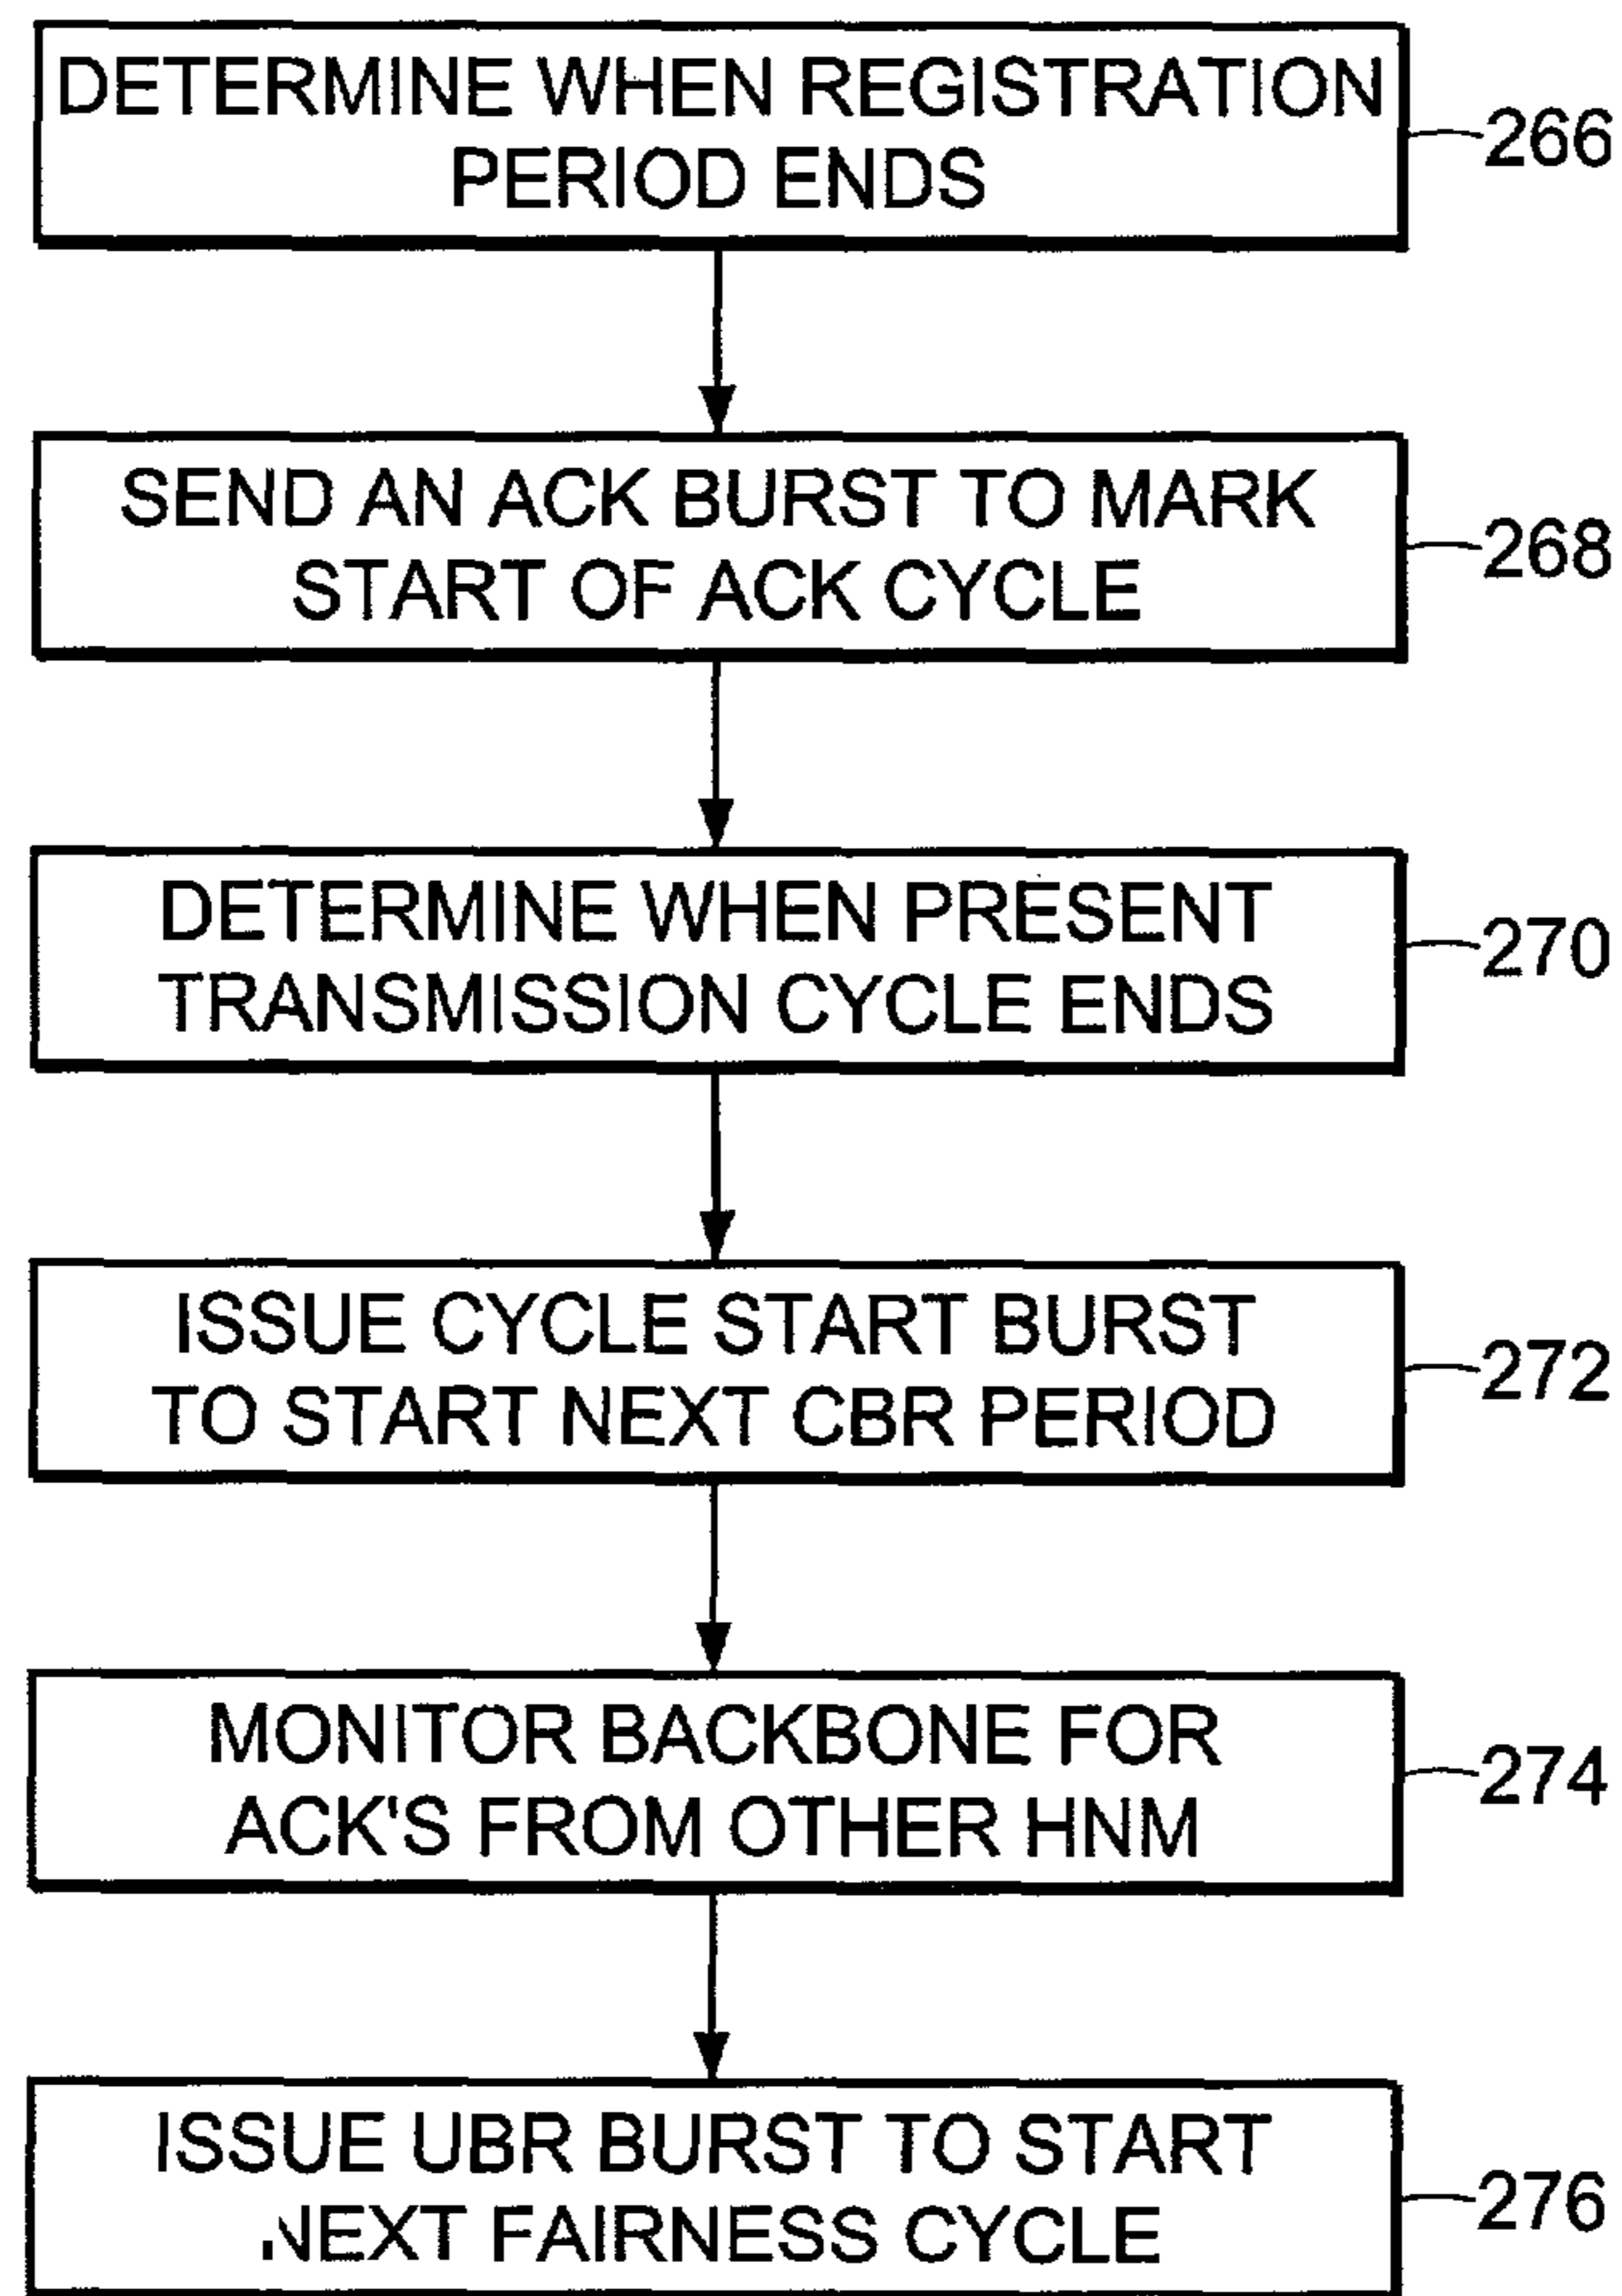 DETERMINE WHEN REGISTRATION
PERIOD ENDS
266
SEND AN ACK BURST TO MARK
START OF ACK CYCLE
268
DETERMINE WHEN PRESENT
TRANSMISSION CYCLE ENDS
270
ISSUE CYCLE START BURST
TO START NEXT CBR PERIOD
272
MONITOR BACKBONE FOR
ACK'S FROM OTHER HNM
274
ISSUE UBR BURST TO START
NEXT FAIRNESS CYCLE
276